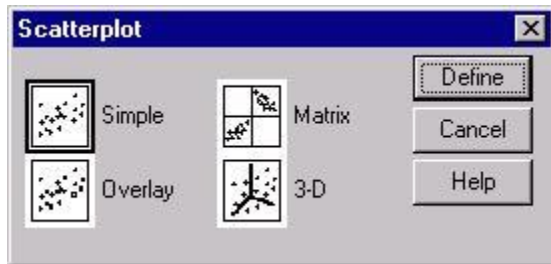 Scatterplot
Simple
Matrix
Define
Cancel
Overlay
3-D
Help